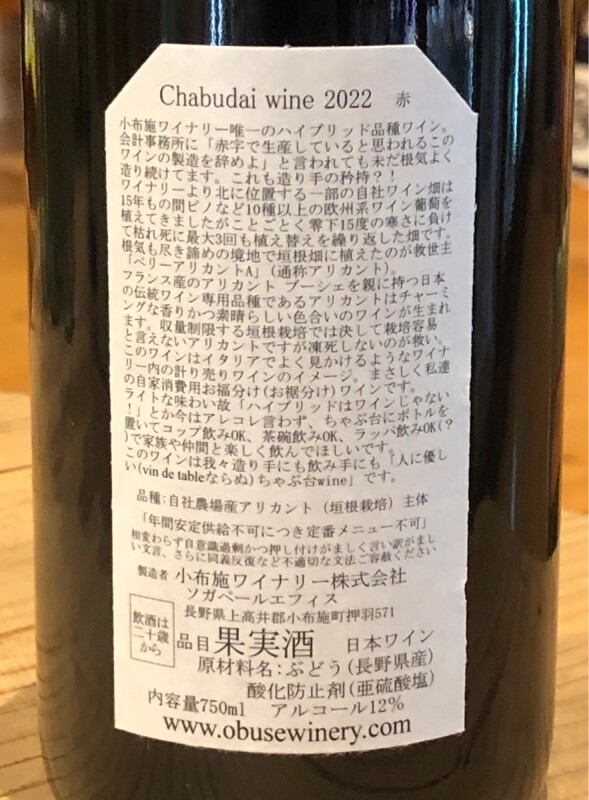 Chabudai wine 2022 赤
小布施ワイナリー唯一のハイブリッド品種ワイン。
会計事務所に「赤字で生産していると思われるこの
ワインの製造を辞めよ」と言われても未だ根気よく
造り続けてます。これも造り手の矜持？！
ワイナリーより北に位置する一部の自社ワイン畑は
15年もの間ピノなど10種以上の欧州系ワイン葡萄を
植えてきましたがことごとく零下15度の寒さに負け
て枯れ死に最大3回も植え替えを繰り返した畑です。
根気も尽き諦めの境地で垣根畑に植えたのが救世主
「ベリーアリカントA」（通称アリカント）。
フランス産のアリカント ブーシェを親に持つ日本
の伝統ワイン専用品種であるアリカントはチャーミ
ングな香りかつ素晴らしい色合いのワインが生まれ
ます。収量制限する垣根栽培では決して栽培容易
と言えないアリカントですが凍死しないのが救い。
このワインはイタリアでよく見かけるようなワイナ
リー内の計り売りワインのイメージ。まさしく私達
の自家消費用お福分け(お裾分け)ワインです。
ライトな味わい故「ハイブリッドはワインじゃない
！」とか今はアレコレ言わず、ちゃぶ台にボトルを
置いてコップ飲みOK、茶碗飲みOK、ラッパ飲みOK(？
)で家族や仲間と楽しく飲んでほしいです。
このワインは我々造り手にも飲み手にも『人に優し
い(vin de tableならぬ)ちゃぶ台wine』です。
品種:自社農場産アリカント（垣根栽培）主体
「年間安定供給不可につき定番メニュー不可」
相変わらず自意識過剰かつ押し付けがましく言い訳がまし
い文言、さらに同義反復など不適切な文法ご容赦ください
製造者 小布施ワイナリー株式会社
ソガペールエフィス
長野県上高井郡小布施町押羽571
飲酒は
二十歳
から
品目 果実酒 日本ワイン
原材料名:ぶどう(長野県産)
酸化防止剤(亜硫酸塩)
内容量750ml アルコール12%
www.obusewinery.com